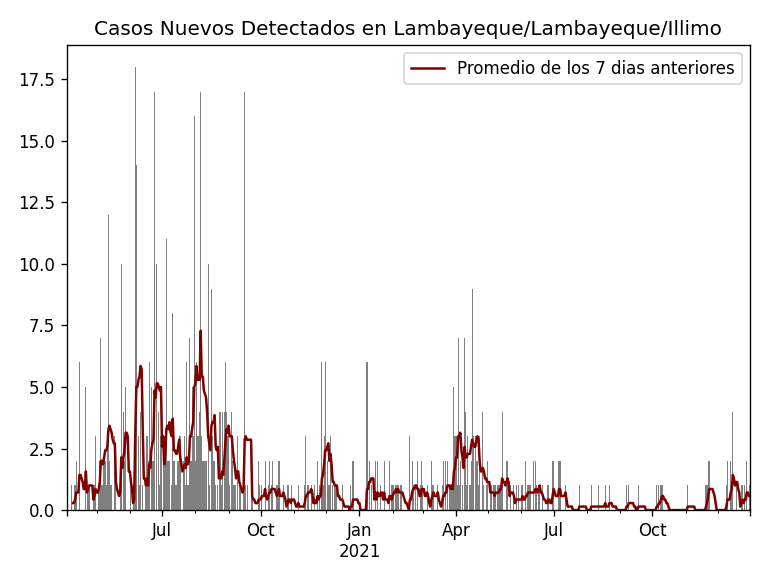 Casos Nuevos Detectados en Lambayeque/Lambayeque/Illimo
Promedio de los 7 dias anteriores
17.5
15.0
12.5
10.0
7.5
5.0
2.5
0.0
Jul
Oct
Jan
2021
Apr
Jul
Oct